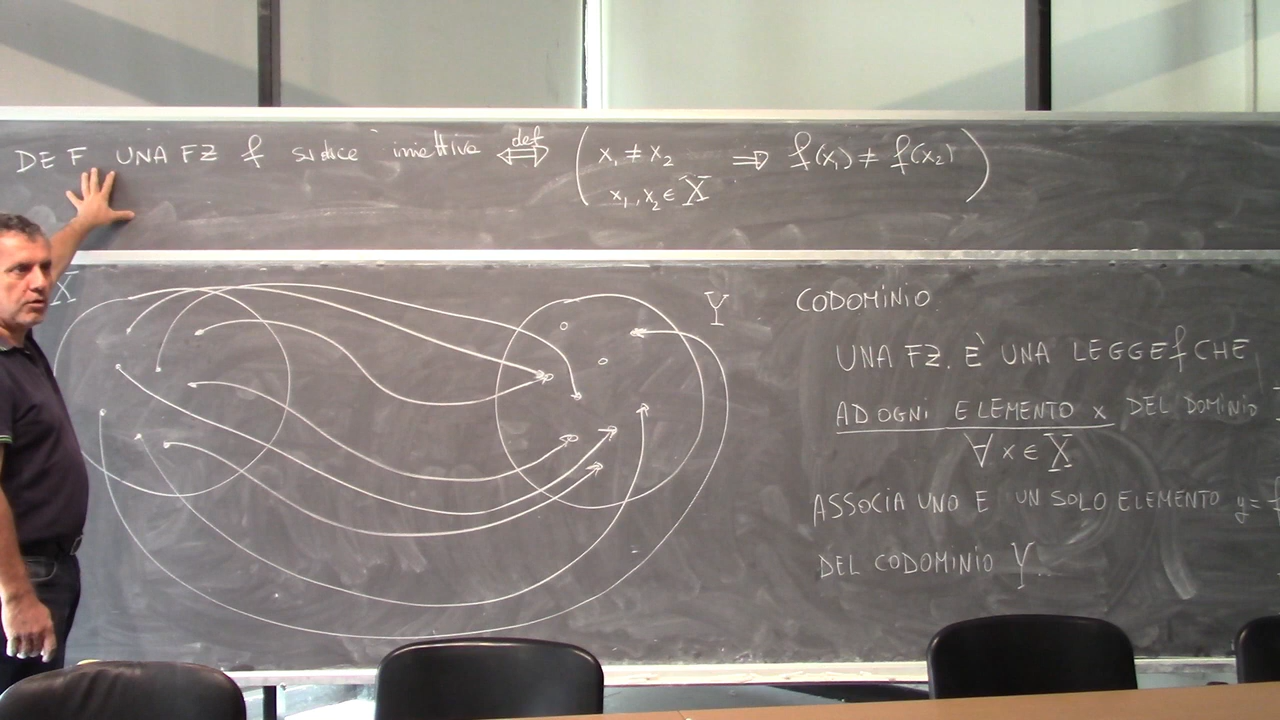 DEF UNA FZ f si dice iniettiva ⇔ def ( x₁ ≠ x₂ ⇒ f(x₁) ≠ f(x₂) )
x₁, x₂ ∈ X
X
Y
CODOMINIO
UNA FZ. È UNA LEGGE f CHE
AD OGNI ELEMENTO x DEL DOMINIO
∀ x ∈ X
ASSOCIA UNO E UN SOLO ELEMENTO y =
DEL CODOMINIO Y.